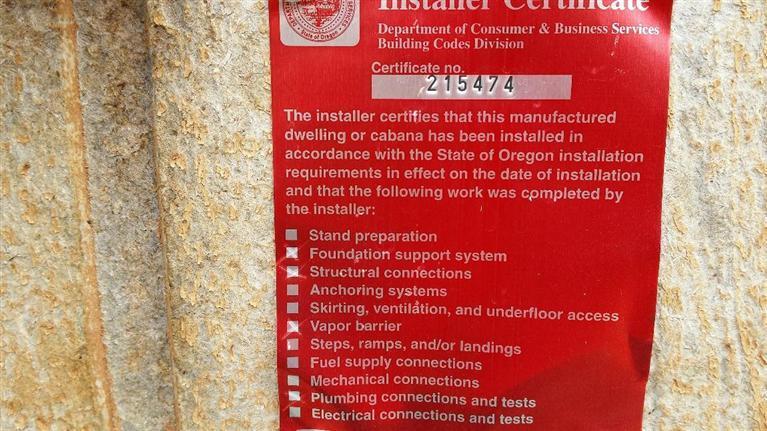 Installer Certificate
State of Oregon
Department of Consumer & Business Services
Building Codes Division
Certificate no.
215474
The installer certifies that this manufactured
dwelling or cabana has been installed in
accordance with the State of Oregon installation
requirements in effect on the date of installation
and that the following work was completed by
the installer:
Stand preparation
Foundation support system
Structural connections
Anchoring systems
Skirting, ventilation, and underfloor access
Vapor barrier
Steps, ramps, and/or landings
Fuel supply connections
Mechanical connections
Plumbing connections and tests
Electrical connections and tests